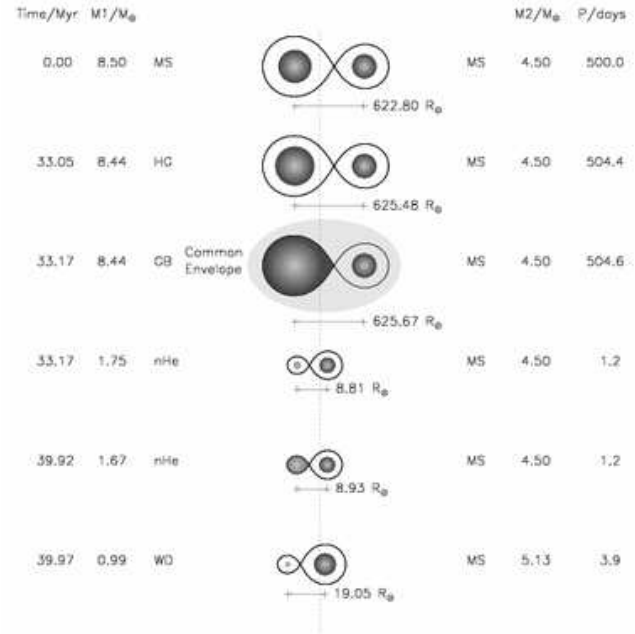 Time/Myr M1/M⊙ M2/M⊙ P/days
0.00 8.50 MS MS 4.50 500.0
622.80 R⊙
33.05 8.44 HG MS 4.50 504.4
625.48 R⊙
33.17 8.44 GB Common Envelope MS 4.50 504.6
625.67 R⊙
33.17 1.75 nHe MS 4.50 1.2
8.81 R⊙
39.92 1.67 nHe MS 4.50 1.2
8.93 R⊙
39.97 0.99 WD MS 5.13 3.9
19.05 R⊙